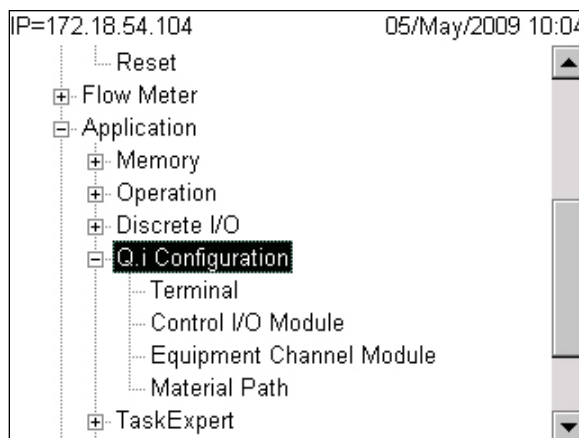 IP=172.18.54.104 05/May/2009 10:04
Reset
Flow Meter
Application
Memory
Operation
Discrete I/O
Q.i Configuration
Terminal
Control I/O Module
Equipment Channel Module
Material Path
TaskExpert